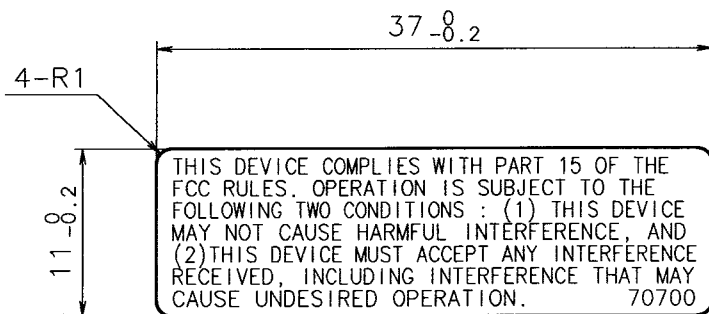 37 0 -0.2
4-R1
11 0 -0.2
THIS DEVICE COMPLIES WITH PART 15 OF THE
FCC RULES. OPERATION IS SUBJECT TO THE
FOLLOWING TWO CONDITIONS : (1) THIS DEVICE
MAY NOT CAUSE HARMFUL INTERFERENCE, AND
(2)THIS DEVICE MUST ACCEPT ANY INTERFERENCE
RECEIVED, INCLUDING INTERFERENCE THAT MAY
CAUSE UNDESIRED OPERATION. 70700